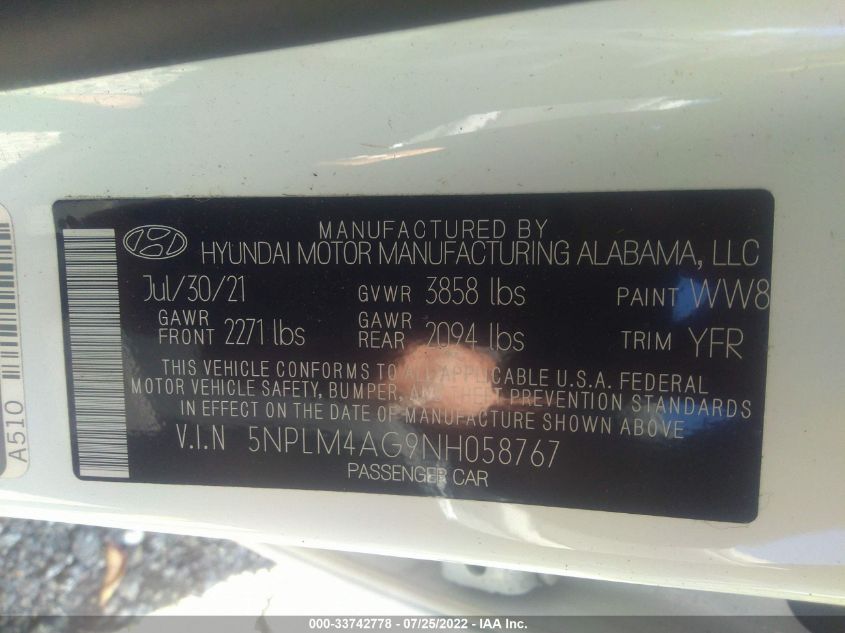 MANUFACTURED BY
HYUNDAI MOTOR MANUFACTURING ALABAMA, LLC
Jul/30/21 GVWR 3858 lbs PAINT WW8
GAWR FRONT 2271 lbs GAWR REAR 2094 lbs TRIM YFR
THIS VEHICLE CONFORMS TO ALL APPLICABLE U.S.A. FEDERAL
MOTOR VEHICLE SAFETY, BUMPER, AND THEFT PREVENTION STANDARDS
IN EFFECT ON THE DATE OF MANUFACTURE SHOWN ABOVE
V.I.N 5NPLM4AG9NH058767
PASSENGER CAR
A510
000-33742778 - 07/25/2022 - IAA Inc.